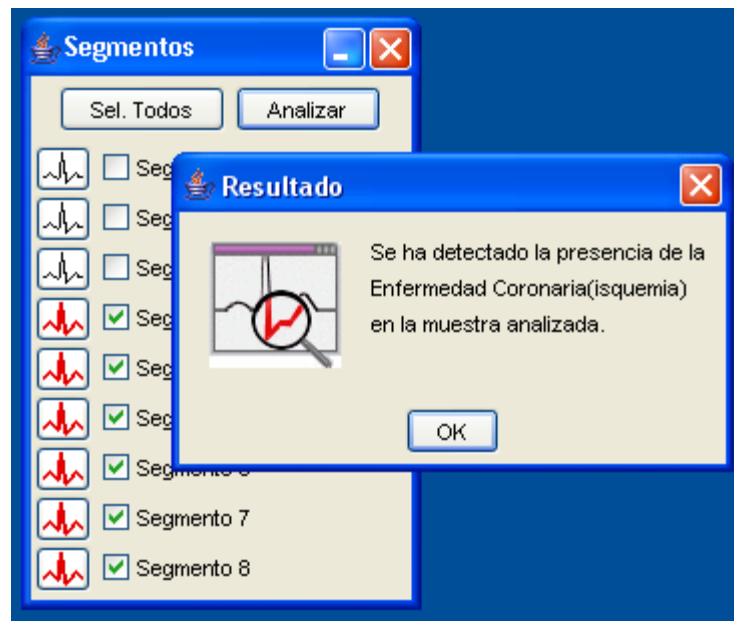 Segmentos
Sel. Todos
Analizar
Resultado
Se ha detectado la presencia de la
Enfermedad Coronaria(isquemia)
en la muestra analizada.
OK
Segmento 7
Segmento 8